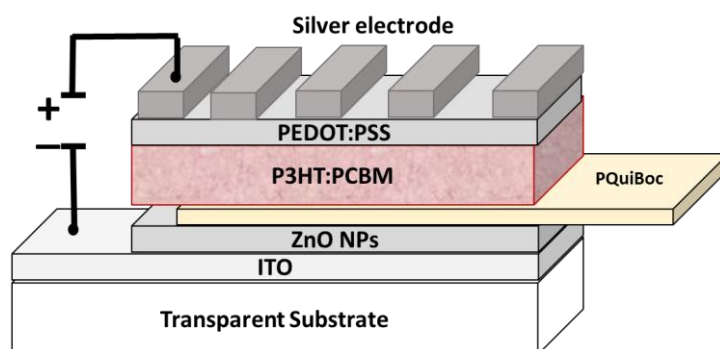 Silver electrode
+
−
PEDOT:PSS
P3HT:PCBM
PQuiBoc
ZnO NPs
ITO
Transparent Substrate